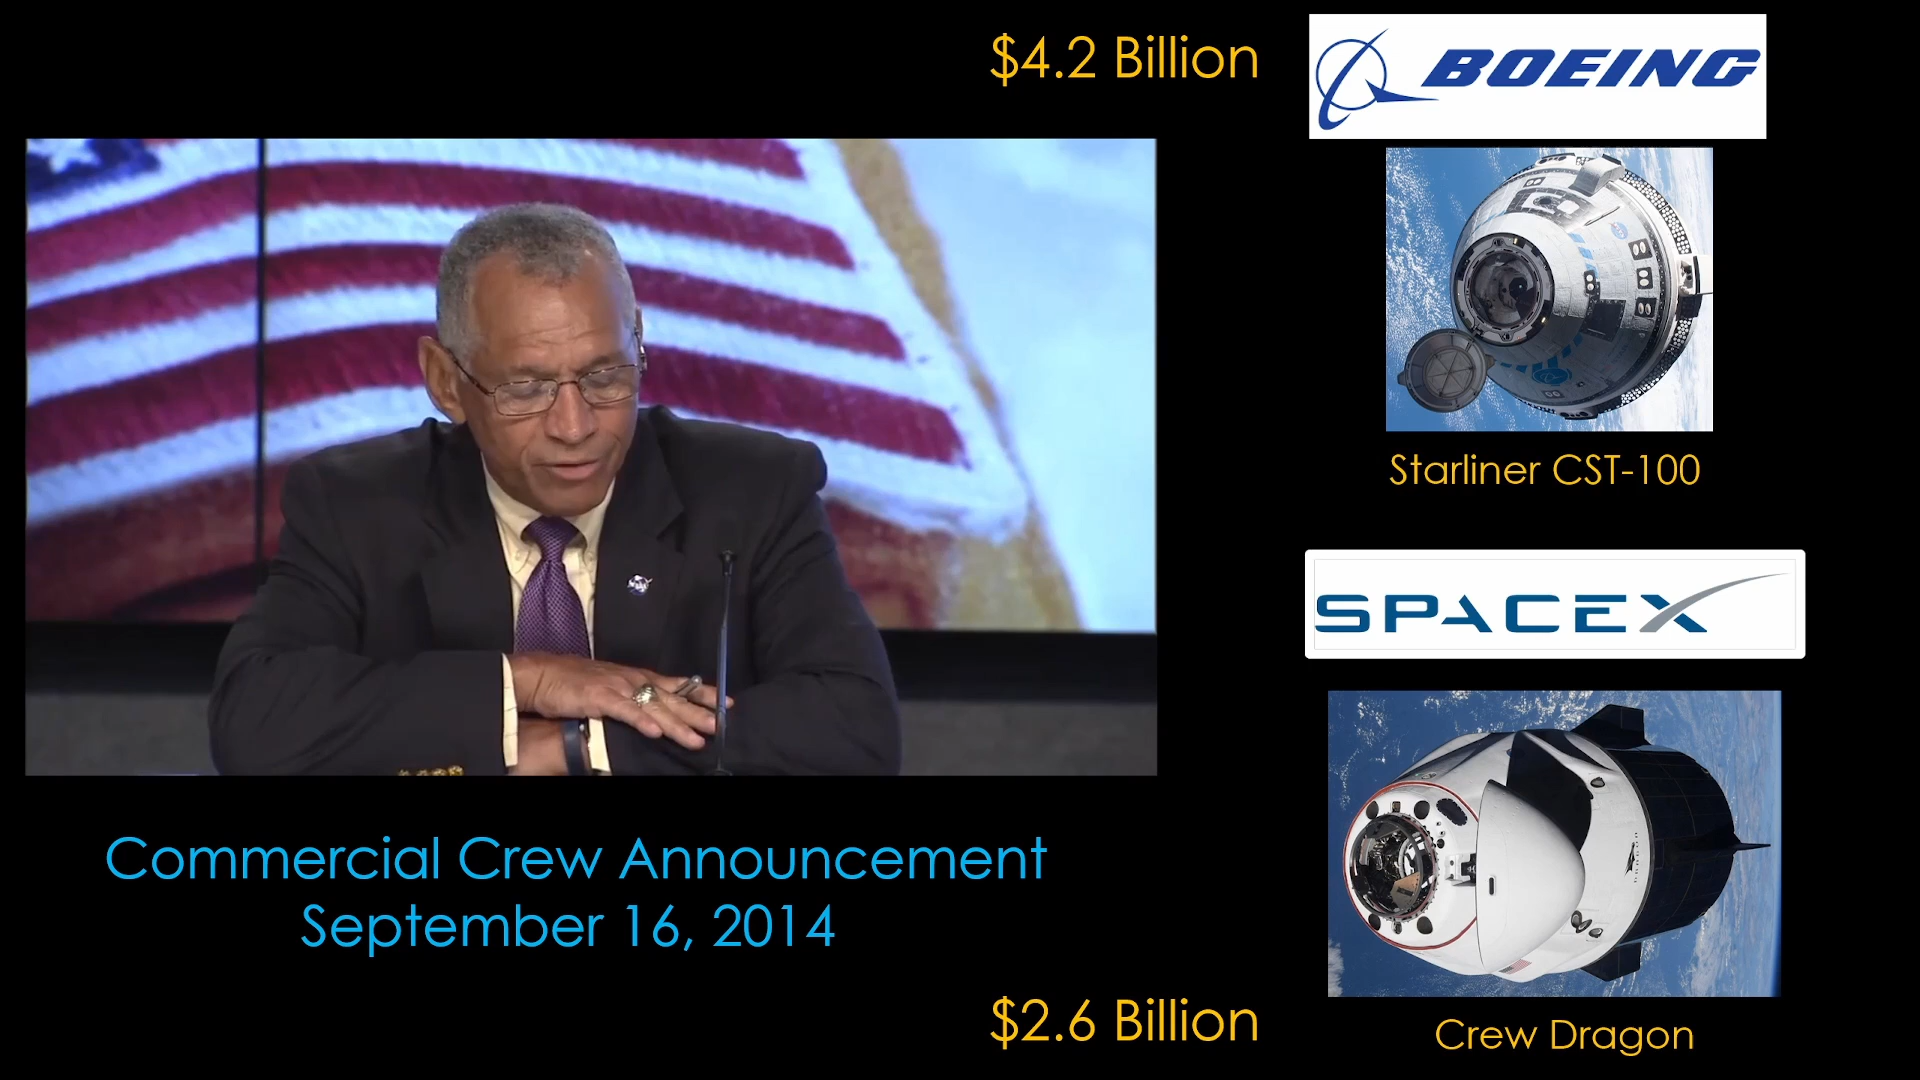 $4.2 Billion
BOEING
Starliner CST-100
SPACEX
Commercial Crew Announcement
September 16, 2014
$2.6 Billion
Crew Dragon